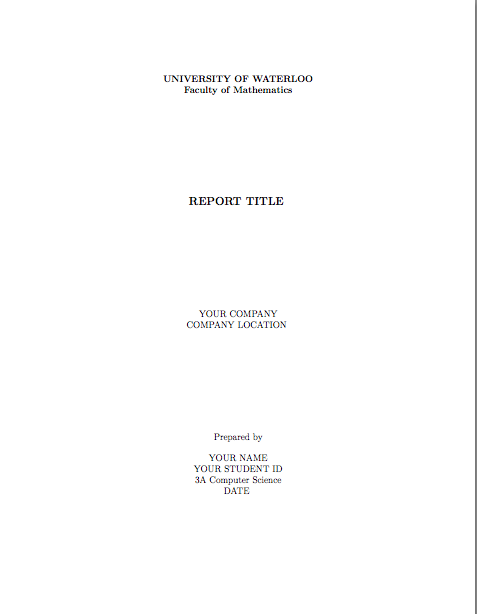 UNIVERSITY OF WATERLOO
Faculty of Mathematics
REPORT TITLE
YOUR COMPANY
COMPANY LOCATION
Prepared by
YOUR NAME
YOUR STUDENT ID
3A Computer Science
DATE